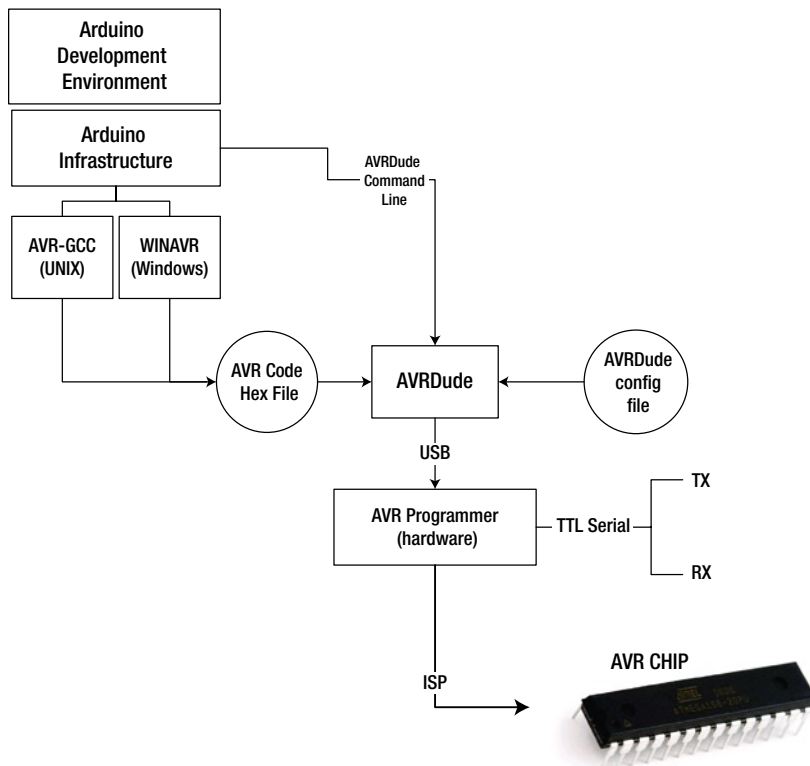 Arduino
Development
Environment
Arduino
Infrastructure
AVRDude
Command
Line
AVR-GCC
(UNIX)
WINAVR
(Windows)
AVR Code
Hex File
AVRDude
AVRDude
config
file
USB
AVR Programmer
(hardware)
TTL Serial
TX
RX
ISP
AVR CHIP